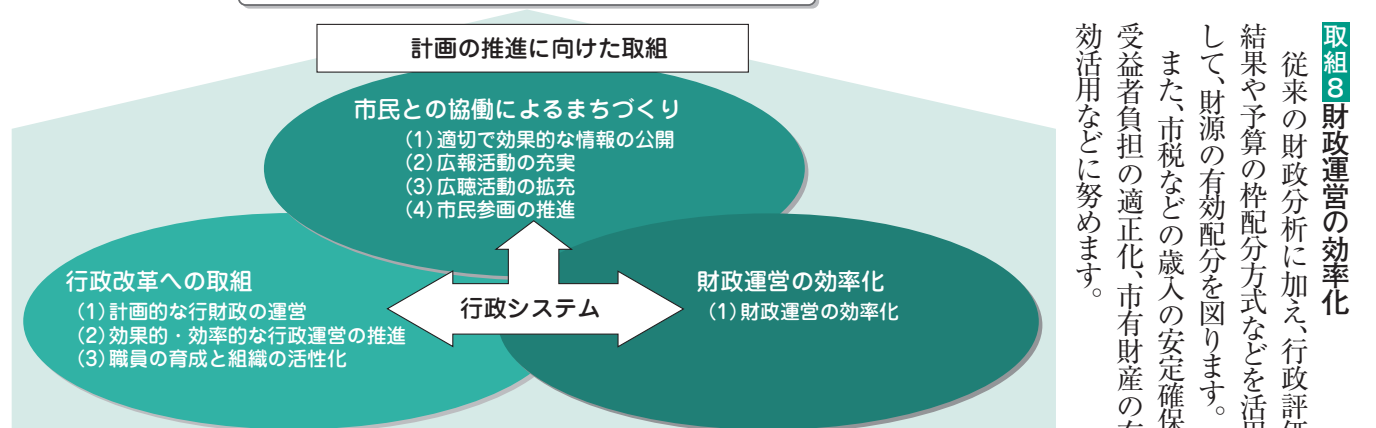 計画の推進に向けた取組
市民との協働によるまちづくり
(1)適切で効果的な情報の公開
(2)広報活動の充実
(3)広聴活動の拡充
(4)市民参画の推進
行政改革への取組
(1)計画的な行財政の運営
(2)効果的・効率的な行政運営の推進
(3)職員の育成と組織の活性化
行政システム
財政運営の効率化
(1)財政運営の効率化
取組8財政運営の効率化
従来の財政分析に加え、行政評価
結果や予算の枠配分方式などを活用
して、財源の有効配分を図ります。
また、市税などの歳入の安定確保
受益者負担の適正化、市有財産の有
効活用などに努めます。